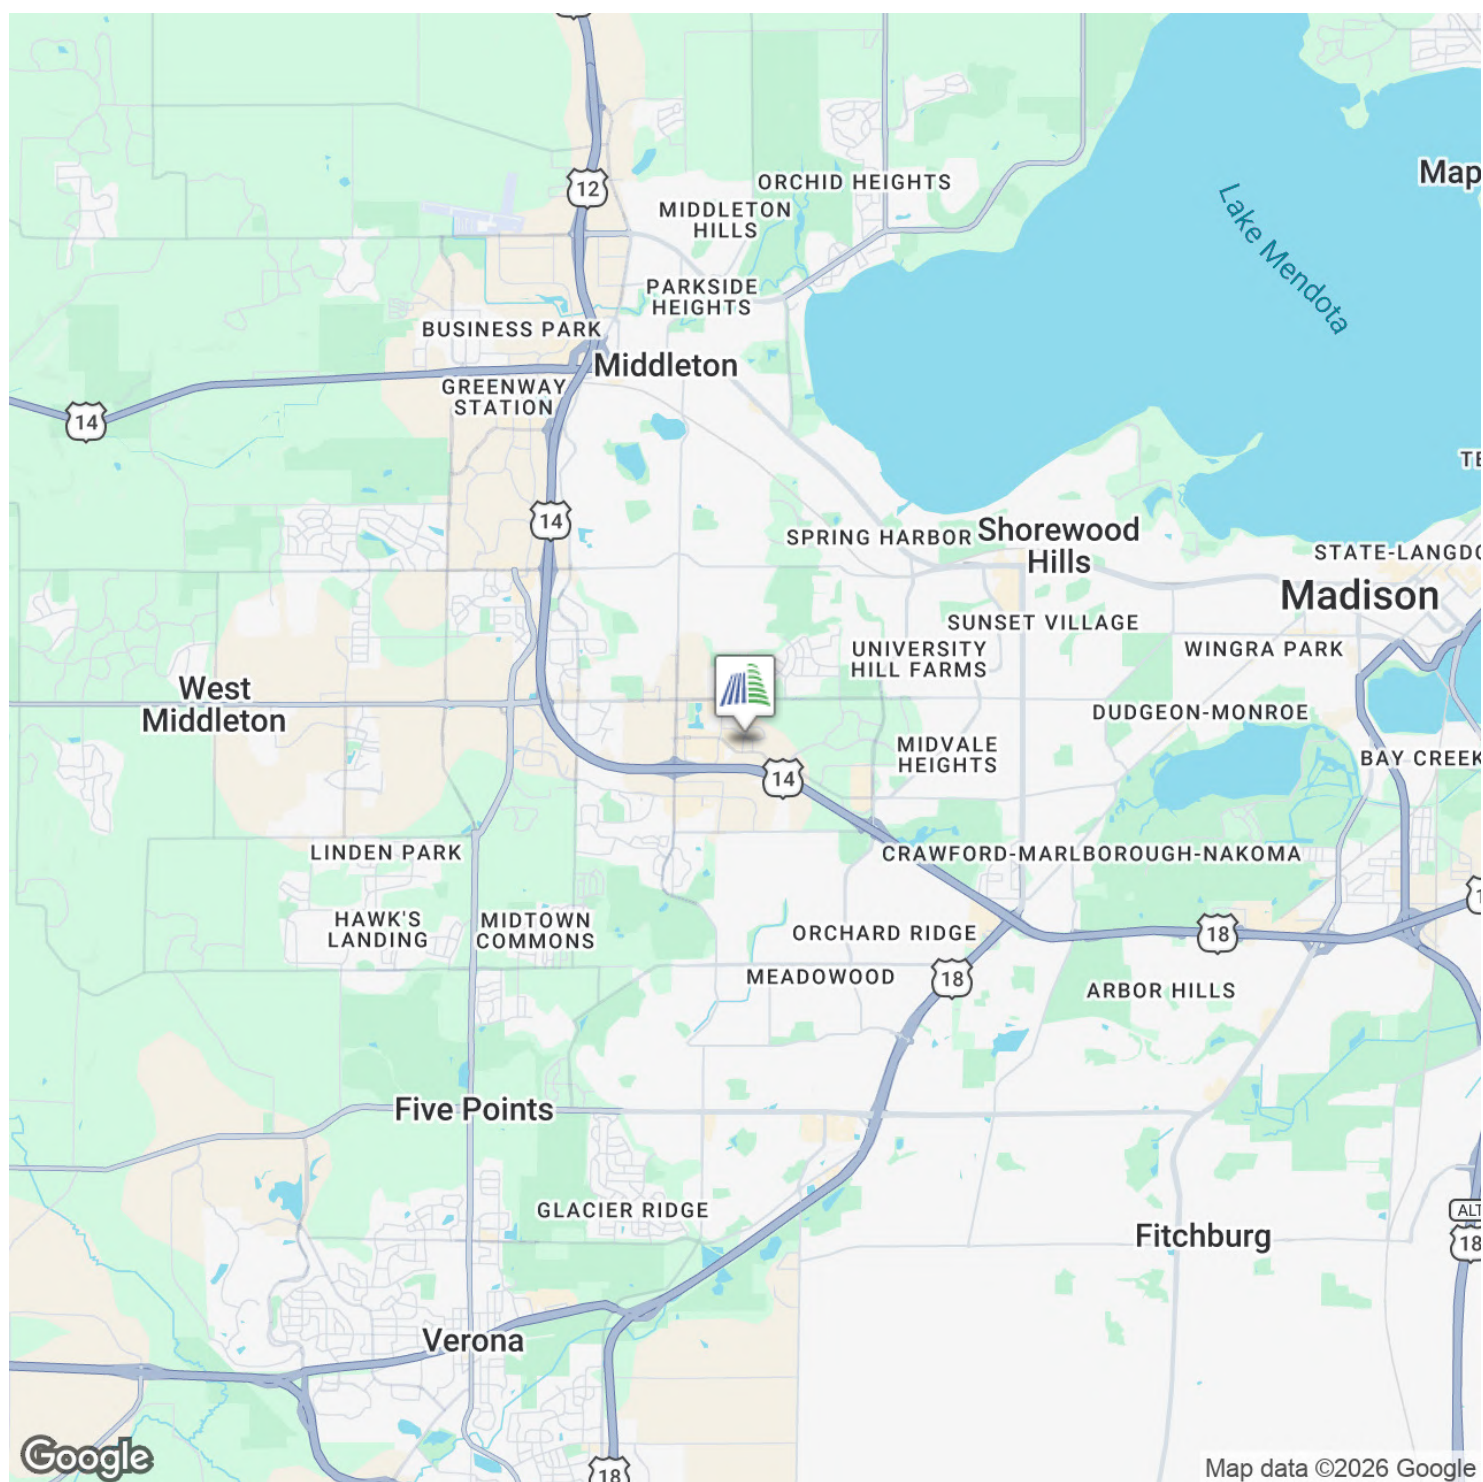 12
ORCHID HEIGHTS
MIDDLETON
HILLS
Map
Lake Mendota
PARKSIDE
HEIGHTS
BUSINESS PARK
Middleton
GREENWAY
STATION
14
TE
14
SPRING HARBOR
Shorewood
Hills
STATE-LANGDO
Madison
SUNSET VILLAGE
UNIVERSITY
HILL FARMS
WINGRA PARK
West
Middleton
DUDGEON-MONROE
MIDVALE
HEIGHTS
BAY CREEK
14
LINDEN PARK
CRAWFORD-MARLBOROUGH-NAKOMA
HAWK'S
LANDING
MIDTOWN
COMMONS
ORCHARD RIDGE
18
1
MEADOWOOD
18
ARBOR HILLS
Five Points
GLACIER RIDGE
Fitchburg
ALT
18
Verona
Google
18
Map data ©2026 Google